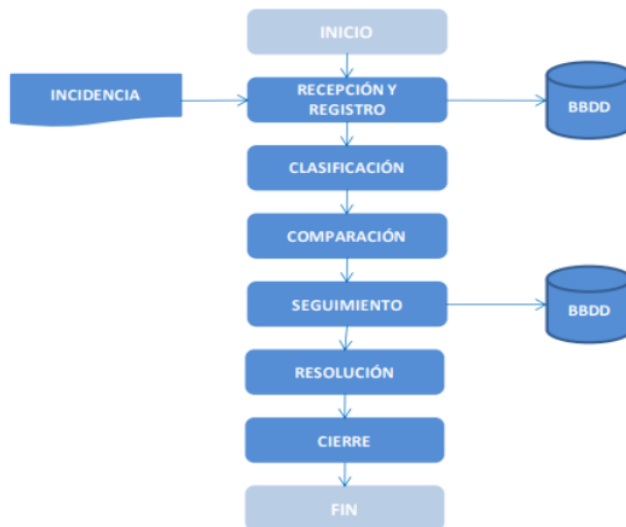 INICIO
INCIDENCIA
RECEPCIÓN Y
REGISTRO
BBDD
CLASIFICACIÓN
COMPARACIÓN
SEGUIMIENTO
BBDD
RESOLUCIÓN
CIERRE
FIN